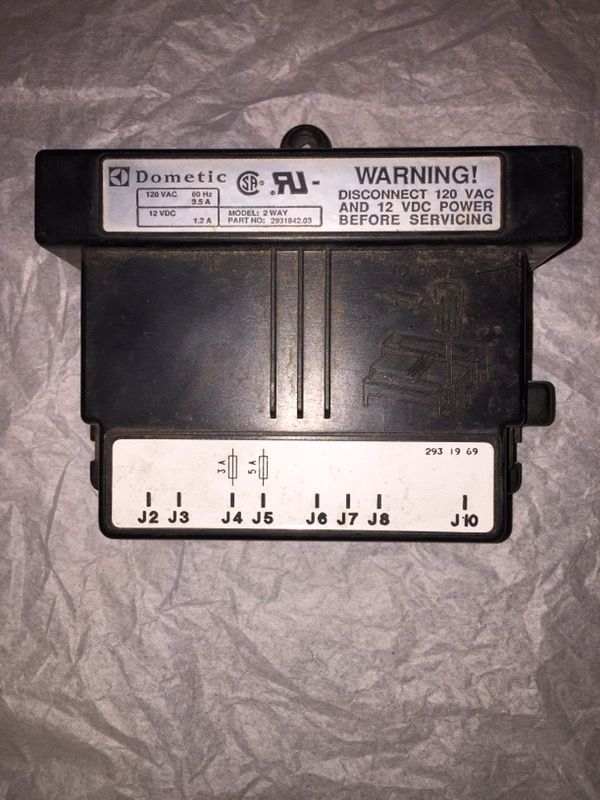 Dometic
120 VAC 60 Hz
3.5 A
12 VDC
1.2 A
MODEL: 2 WAY
PART NO: 2931842.03
WARNING!
DISCONNECT 120 VAC
AND 12 VDC POWER
BEFORE SERVICING
293 19 69
3 A 5 A
J2 J3 J4 J5 J6 J7 J8 J10